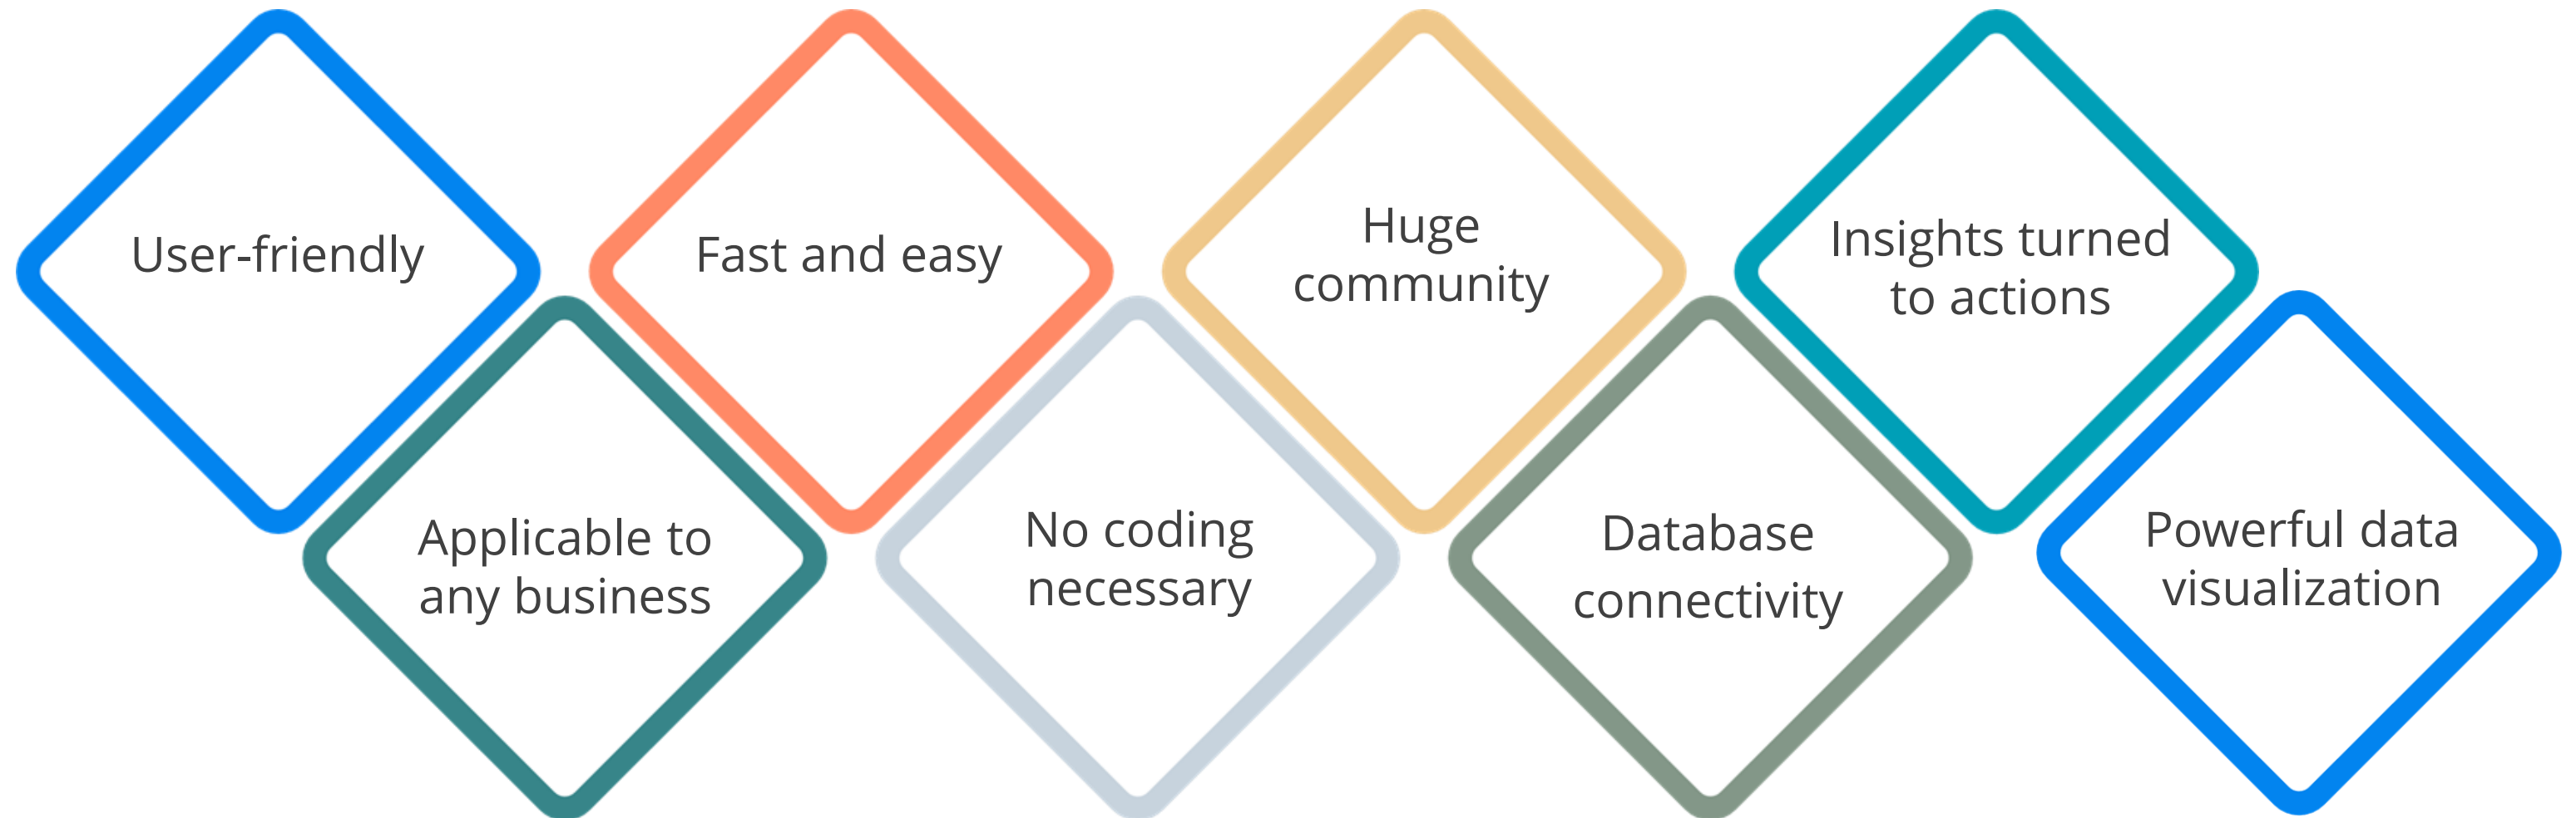 User-friendly
Fast and easy
Huge
community
Insights turned
to actions
Applicable to
any business
No coding
necessary
Database
connectivity
Powerful data
visualization